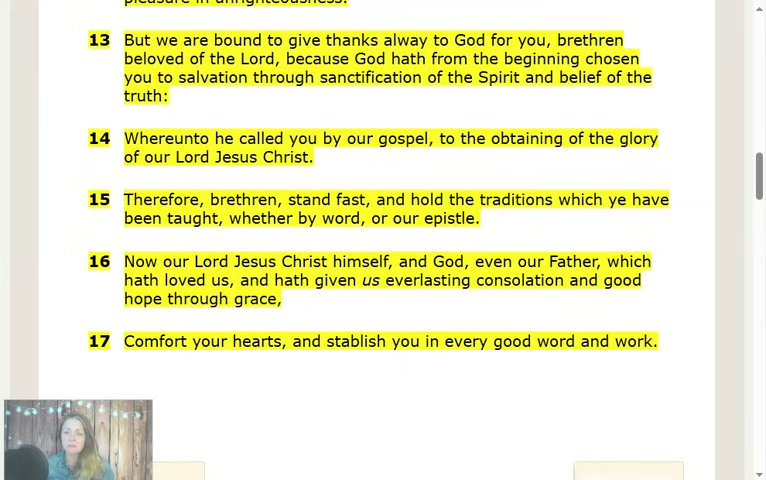 pleasure in unrighteousness.
13 But we are bound to give thanks alway to God for you, brethren
beloved of the Lord, because God hath from the beginning chosen
you to salvation through sanctification of the Spirit and belief of the
truth:
14 Whereunto he called you by our gospel, to the obtaining of the glory
of our Lord Jesus Christ.
15 Therefore, brethren, stand fast, and hold the traditions which ye have
been taught, whether by word, or our epistle.
16 Now our Lord Jesus Christ himself, and God, even our Father, which
hath loved us, and hath given us everlasting consolation and good
hope through grace,
17 Comfort your hearts, and stablish you in every good word and work.